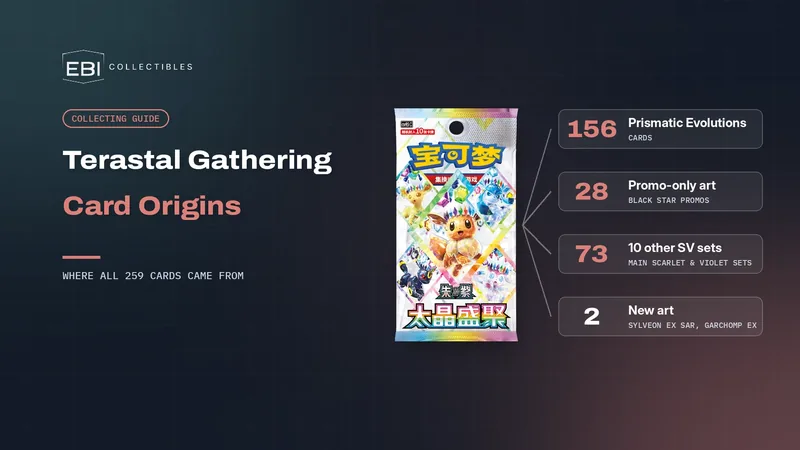 EBI COLLECTIBLES
COLLECTING GUIDE
Terastal Gathering
Card Origins
WHERE ALL 259 CARDS CAME FROM
宝可梦
朱 紫
太晶盛聚
156
Prismatic Evolutions
CARDS
28
Promo-only art
BLACK STAR PROMOS
73
10 other SV sets
MAIN SCARLET & VIOLET SETS
2
New art
SYLVEON EX SAR, GARCHOMP EX